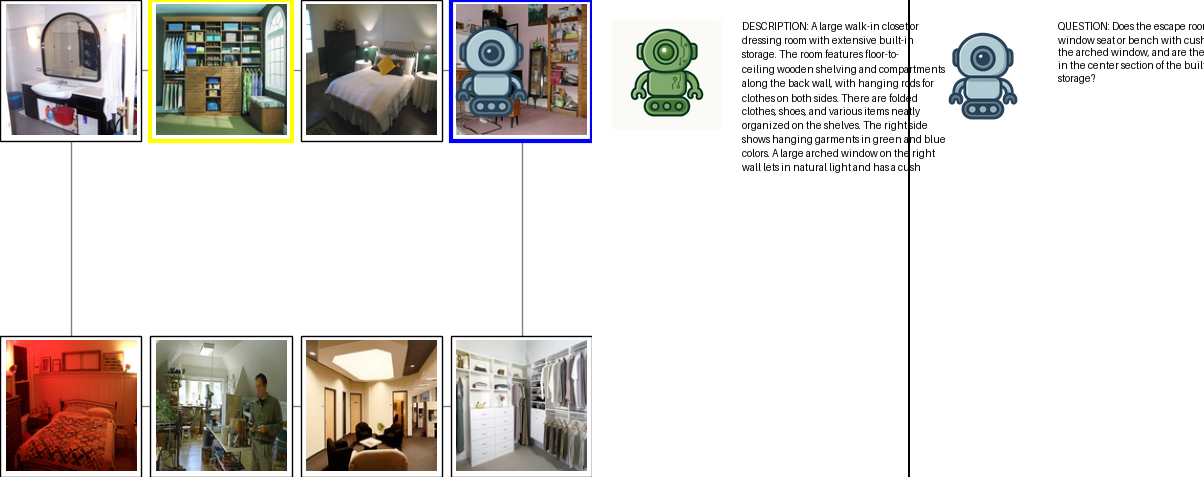 DESCRIPTION: A large walk-in closet or
dressing room with extensive built-in
storage. The room features floor-to-
ceiling wooden shelving and compartments
along the back wall, with hanging rods for
clothes on both sides. There are folded
clothes, shoes, and various items neatly
organized on the shelves. The right side
shows hanging garments in green and blue
colors. A large arched window on the right
wall lets in natural light and has a cush
QUESTION: Does the escape roo
window seat or bench with cush
the arched window, and are the
in the center section of the buil
storage?